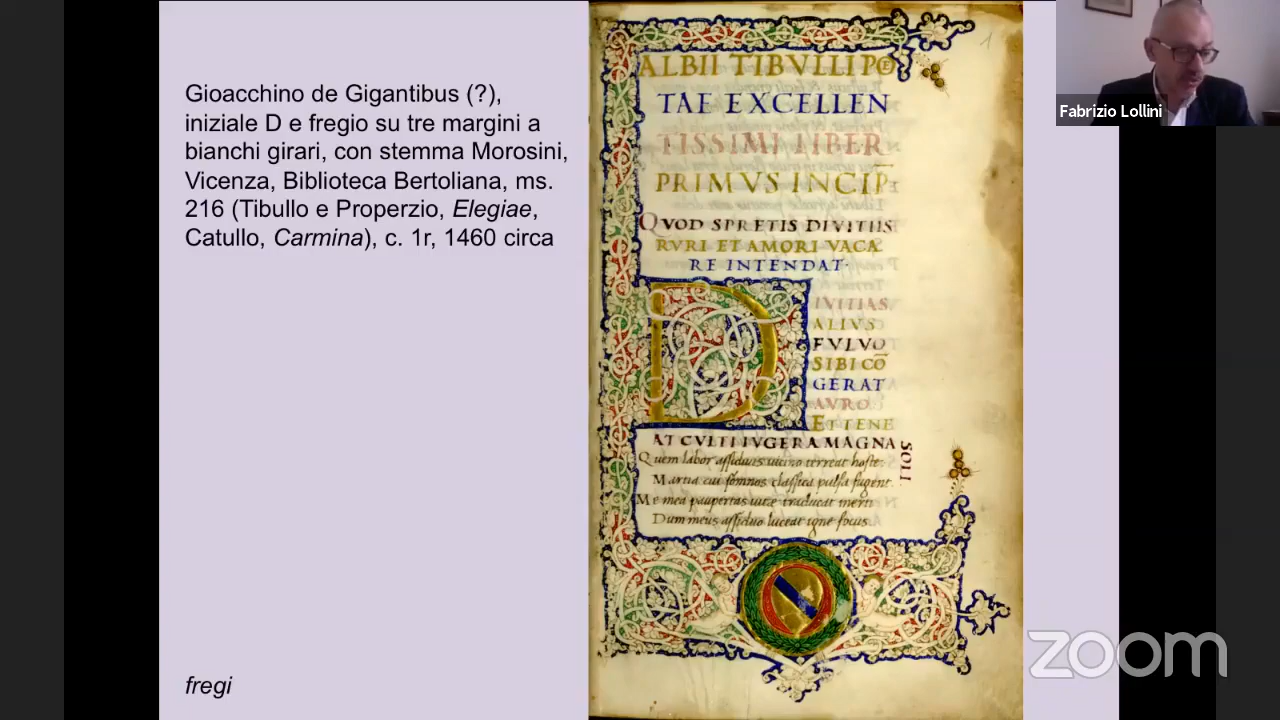 Gioacchino de Gigantibus (?),
iniziale D e fregio su tre margini a
bianchi girari, con stemma Morosini,
Vicenza, Biblioteca Bertoliana, ms.
216 (Tibullo e Properzio, Elegiae,
Catullo, Carmina), c. 1r, 1460 circa
fregi
1
ALBII TIBVLLI POE
TAE EXCELLEN
TISSIMI LIBER
PRIMVS INCIP̅
QVOD SPRETIS DIVITIIS
RVRI ET AMORI VACA
RE INTENDAT·
D
IVITIAS
ALIVS
FVLVO
SIBI CO̅
GERAT
AVRO
ET TENE
AT CVLTI IVGERA MAGNA
SOLI
Quem labor assiduus uicino terreat hoste.
Martia cui somnos classica pulsa fugent.
Me mea paupertas uite traducat inerti
Dum meus assiduo luceat igne focus
Fabrizio Lollini
zoom